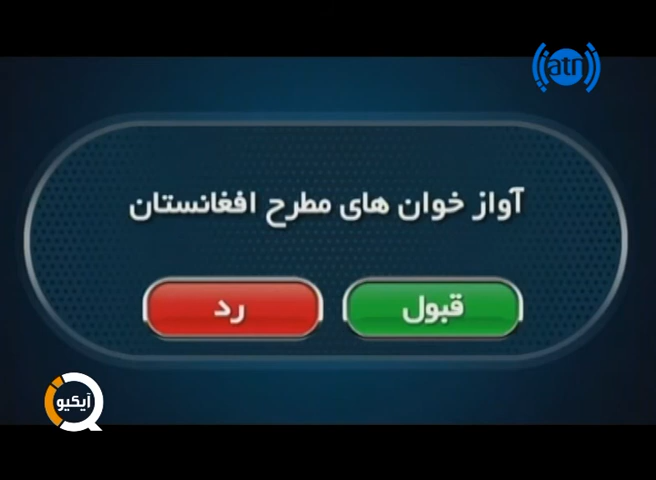 atn
آواز خوان های مطرح افغانستان
قبول
رد
آیکیو